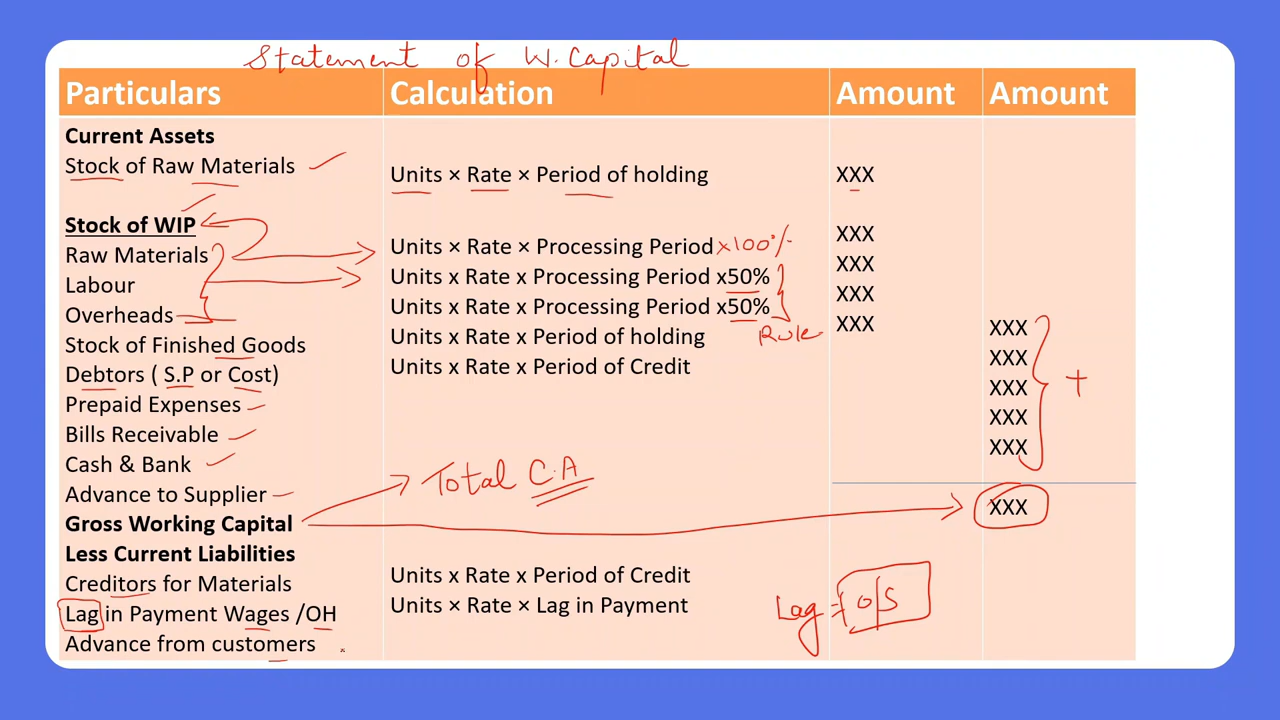 Statement of W.Capital
Particulars Calculation Amount Amount
Current Assets
Stock of Raw Materials Units × Rate × Period of holding XXX
Stock of WIP XXX
Raw Materials Units × Rate × Processing Period x100%
Labour Units x Rate x Processing Period x50% XXX
Overheads Units x Rate x Processing Period x50% XXX
Rule
Stock of Finished Goods Units x Rate x Period of holding XXX XXX
Debtors ( S.P or Cost) Units x Rate x Period of Credit XXX
+
Prepaid Expenses XXX
Bills Receivable XXX
Cash & Bank XXX
Total C.A
Advance to Supplier
Gross Working Capital XXX
Less Current Liabilities
Creditors for Materials Units x Rate x Period of Credit
Lag in Payment Wages /OH Units × Rate × Lag in Payment Lag = O/S
Advance from customers